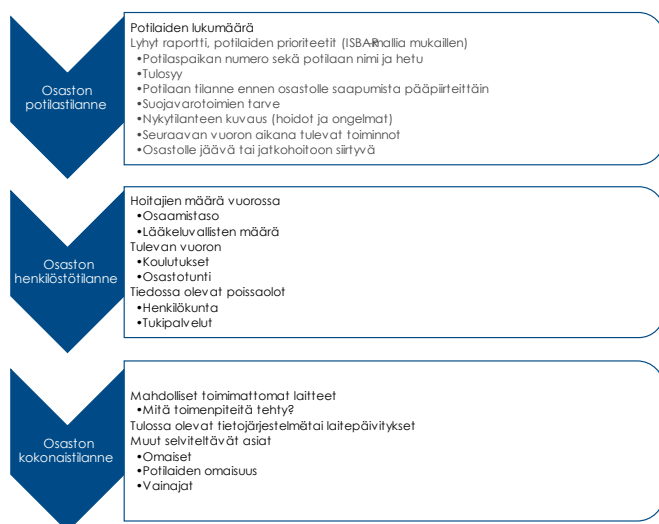 Osaston
potilastilanne
Potilaiden lukumäärä
Lyhyt raportti, potilaiden prioriteetit (ISBAR-mallia mukaillen)
•Potilaspaikan numero sekä potilaan nimi ja hetu
•Tulosyy
•Potilaan tilanne ennen osastolle saapumista pääpiirteittäin
•Suojavarotoimien tarve
•Nykytilanteen kuvaus (hoidot ja ongelmat)
•Seuraavan vuoron aikana tulevat toiminnot
•Osastolle jäävä tai jatkohoitoon siirtyvä
Osaston
henkilöstötilanne
Hoitajien määrä vuorossa
•Osaamistaso
•Lääkeluvallisten määrä
Tulevan vuoron
•Koulutukset
•Osastotunti
Tiedossa olevat poissaolot
•Henkilökunta
•Tukipalvelut
Osaston
kokonaistilanne
Mahdolliset toimimattomat laitteet
•Mitä toimenpiteitä tehty?
Tulossa olevat tietojärjestelmätai laitepäivitykset
Muut selviteltävät asiat
•Omaiset
•Potilaiden omaisuus
•Vainajat